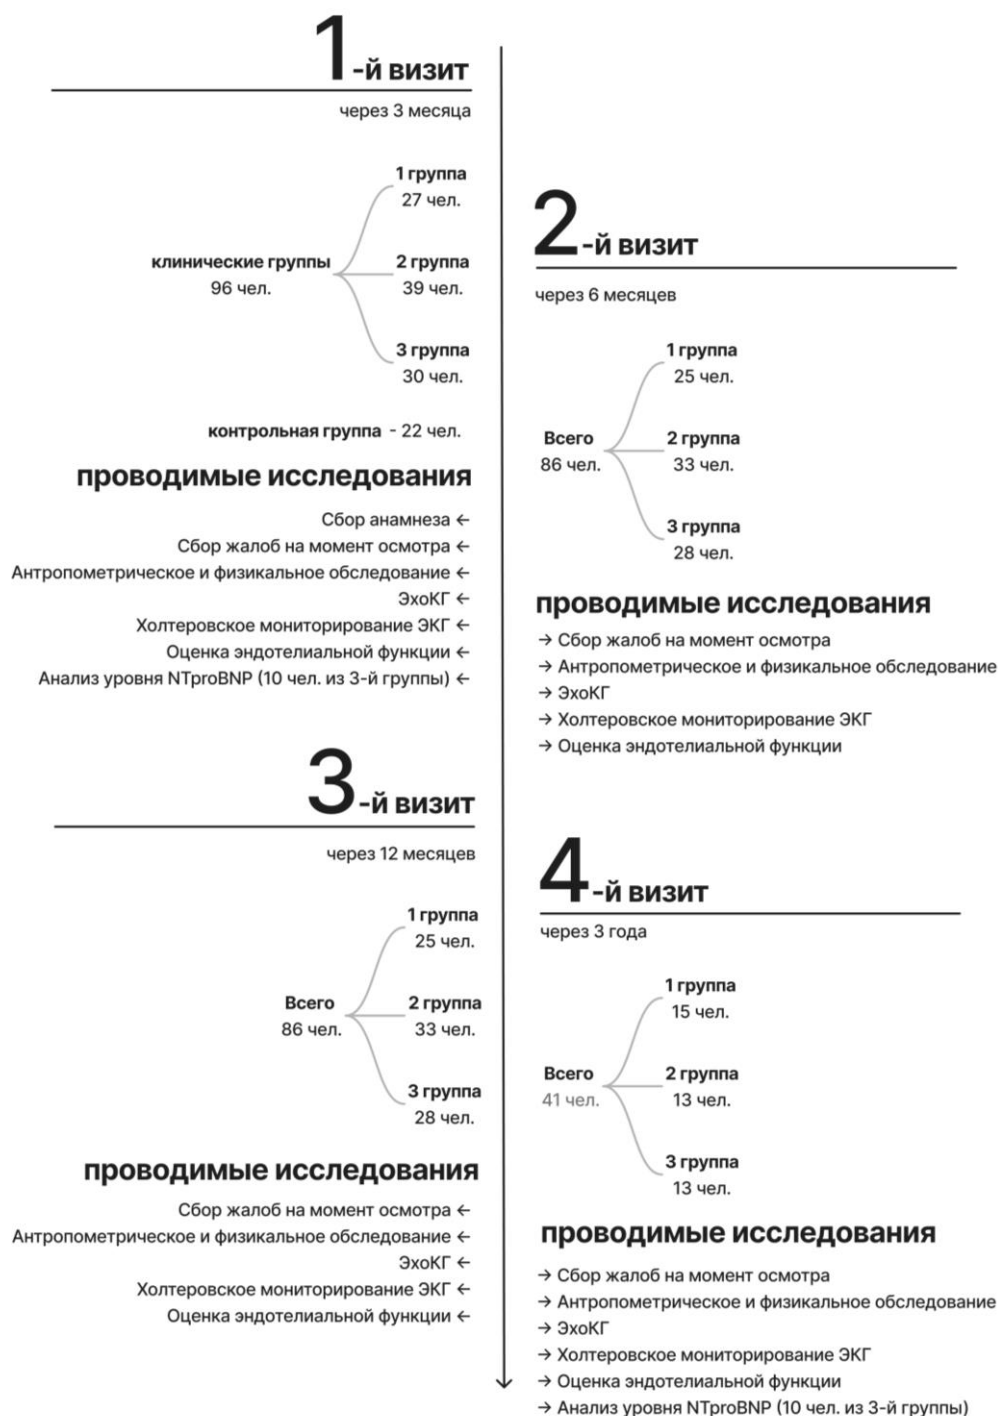 1-й визит
через 3 месяца
1 группа
27 чел.
клинические группы
96 чел.
2 группа
39 чел.
3 группа
30 чел.
контрольная группа - 22 чел.
проводимые исследования
Сбор анамнеза ←
Сбор жалоб на момент осмотра ←
Антропометрическое и физикальное обследование ←
ЭхоКГ ←
Холтеровское мониторирование ЭКГ ←
Оценка эндотелиальной функции ←
Анализ уровня NTproBNP (10 чел. из 3-й группы) ←
2-й визит
через 6 месяцев
1 группа
25 чел.
Всего
86 чел.
2 группа
33 чел.
3 группа
28 чел.
проводимые исследования
→ Сбор жалоб на момент осмотра
→ Антропометрическое и физикальное обследование
→ ЭхоКГ
→ Холтеровское мониторирование ЭКГ
→ Оценка эндотелиальной функции
3-й визит
через 12 месяцев
1 группа
25 чел.
Всего
86 чел.
2 группа
33 чел.
3 группа
28 чел.
проводимые исследования
Сбор жалоб на момент осмотра ←
Антропометрическое и физикальное обследование ←
ЭхоКГ ←
Холтеровское мониторирование ЭКГ ←
Оценка эндотелиальной функции ←
4-й визит
через 3 года
1 группа
15 чел.
Всего
41 чел.
2 группа
13 чел.
3 группа
13 чел.
проводимые исследования
→ Сбор жалоб на момент осмотра
→ Антропометрическое и физикальное обследование
→ ЭхоКГ
→ Холтеровское мониторирование ЭКГ
→ Оценка эндотелиальной функции
→ Анализ уровня NTproBNP (10 чел. из 3-й группы)